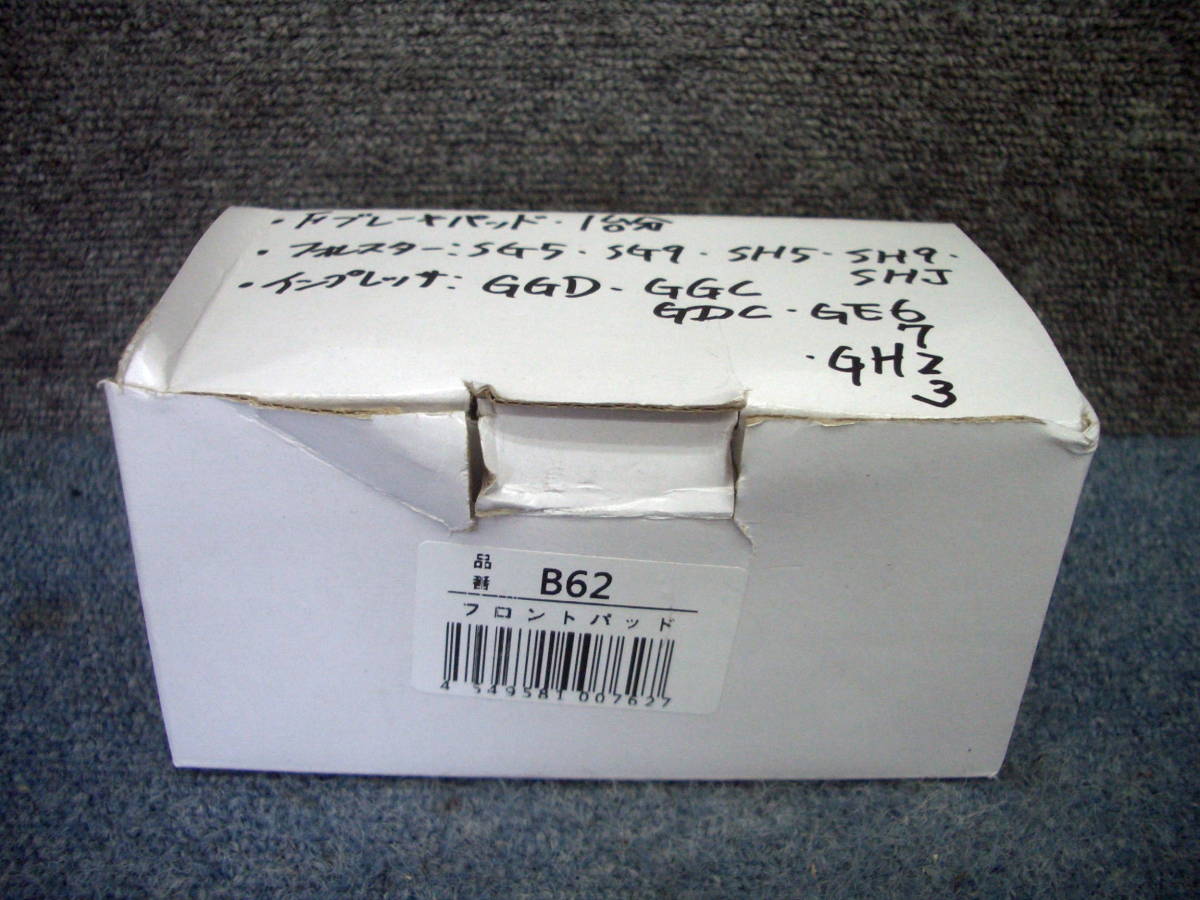 ・Fブレーキパッド・1台分
・フォルスター:SG5・SG9・SH5・SH9・
SHJ
・インプレッサ:GGD・GGC
GDC・GE6
7
・GH2
3
品番 B62
フロントパッド
4 549581 007627